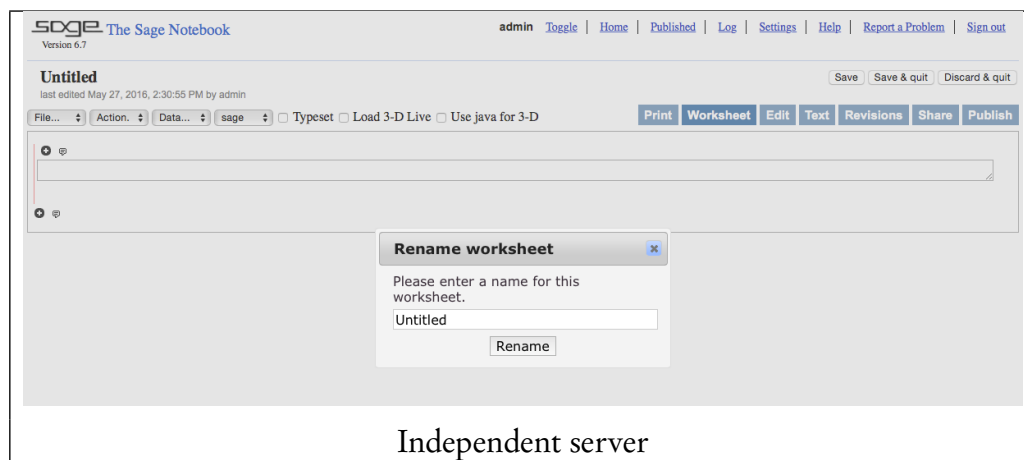 SAGE The Sage Notebook admin Toggle | Home | Published | Log | Settings | Help | Report a Problem | Sign out
Version 6.7
Untitled Save Save & quit Discard & quit
last edited May 27, 2016, 2:30:55 PM by admin
File... Action. Data... sage Typeset Load 3-D Live Use java for 3-D Print Worksheet Edit Text Revisions Share Publish
Rename worksheet
Please enter a name for this
worksheet.
Untitled
Rename
Independent server